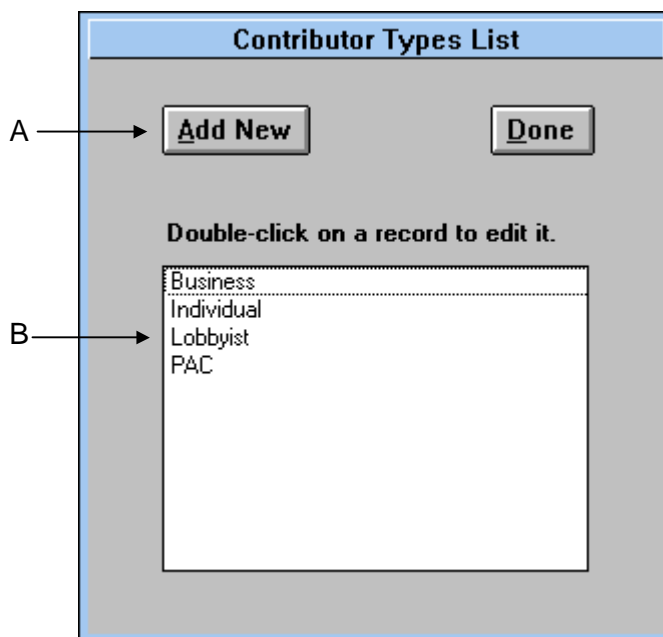 Contributor Types List
A
Add New
Done
Double-click on a record to edit it.
Business
Individual
B
Lobbyist
PAC